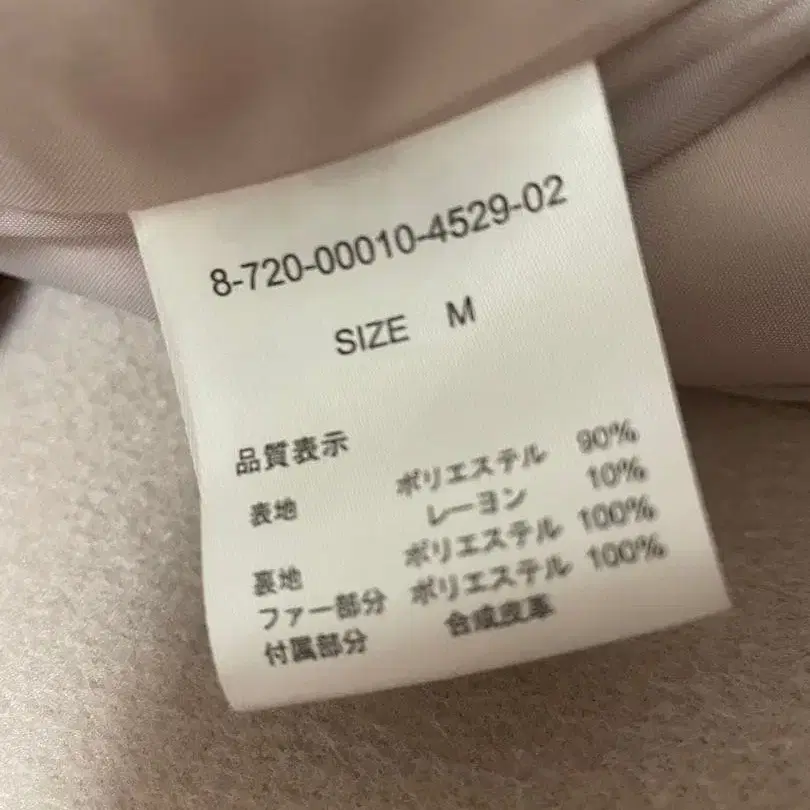 8-720-00010-4529-02
SIZE M
品質表示
表地 ポリエステル 90%
レーヨン 10%
裏地 ポリエステル 100%
ファー部分 ポリエステル 100%
付属部分 合成皮革